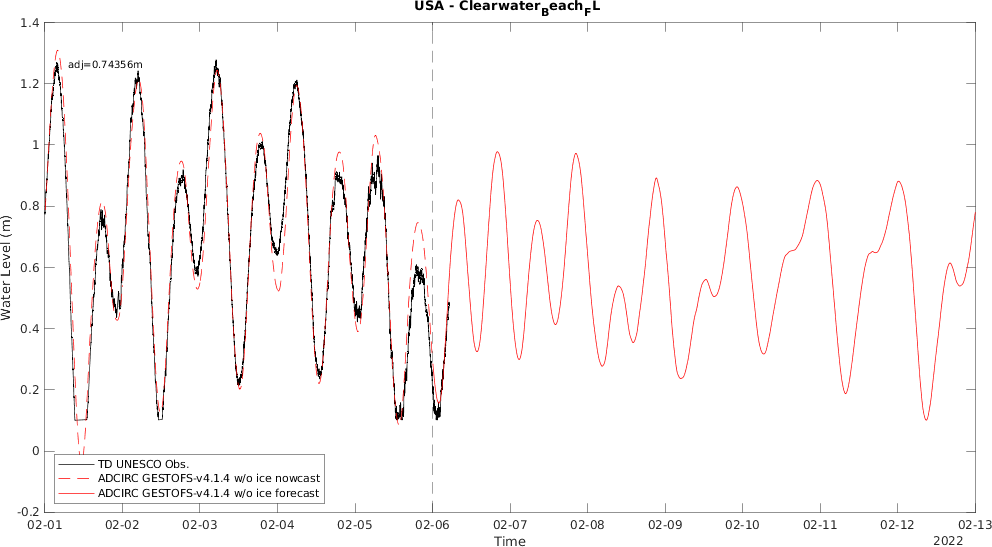 USA - Clearwater_Beach_FL
adj=0.74356m
1.4
1.2
1
0.8
0.6
0.4
0.2
0
-0.2
Water Level (m)
TD UNESCO Obs.
ADCIRC GESTOFS-v4.1.4 w/o ice nowcast
ADCIRC GESTOFS-v4.1.4 w/o ice forecast
02-01 02-02 02-03 02-04 02-05 02-06 02-07 02-08 02-09 02-10 02-11 02-12 02-13
Time
2022